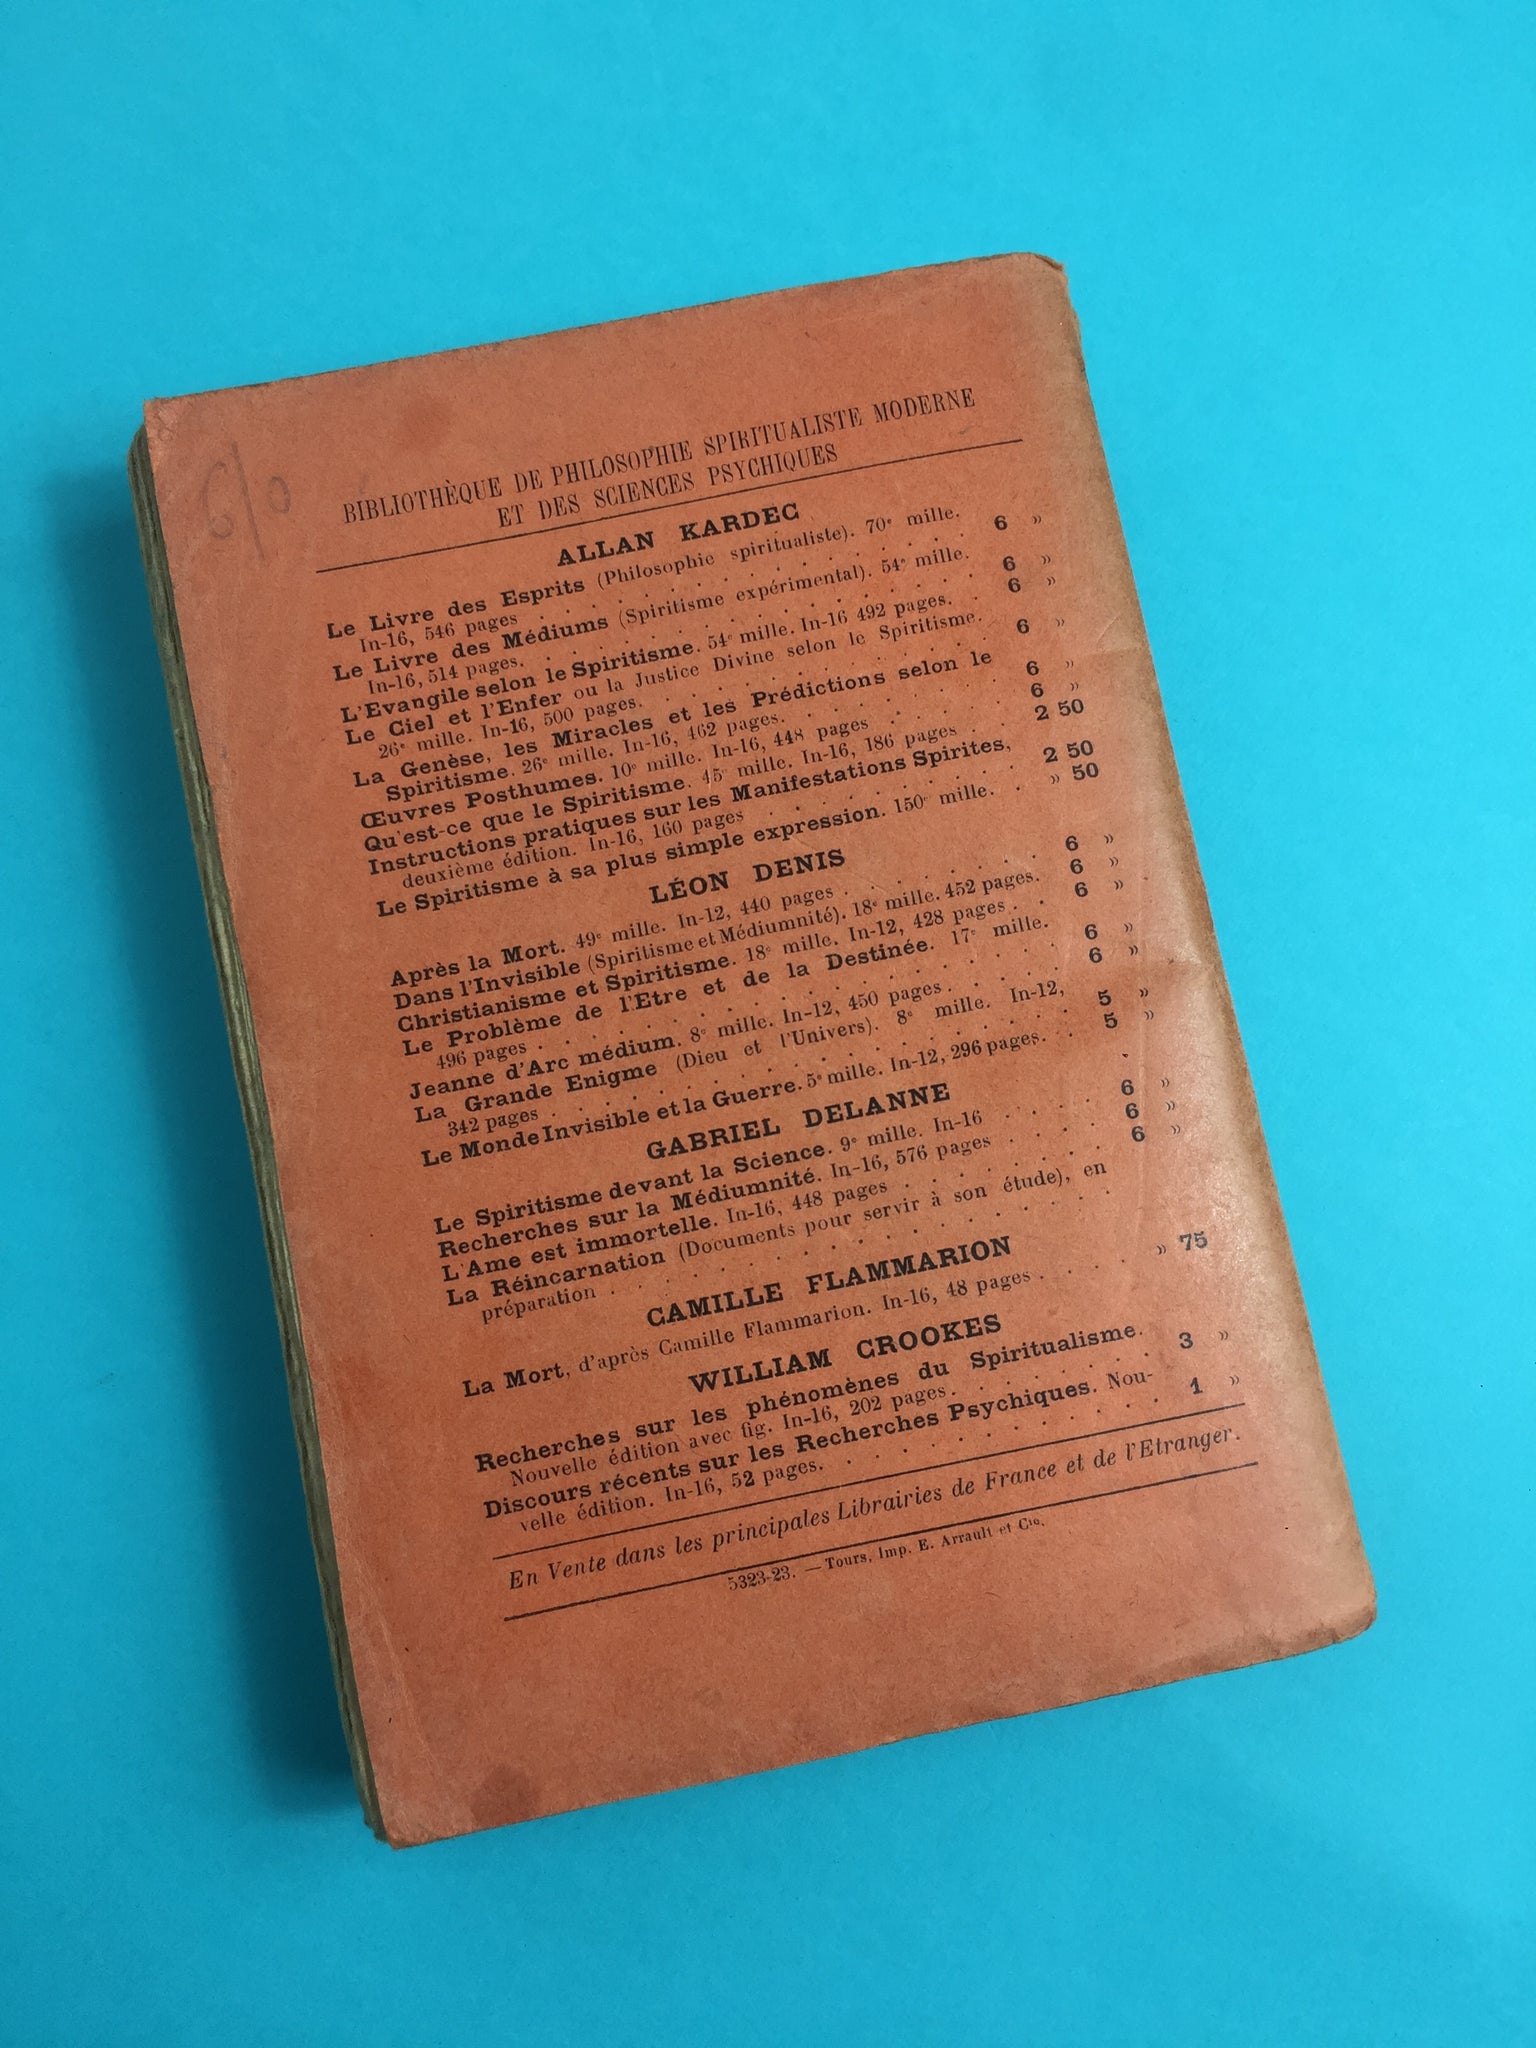 6/0
BIBLIOTHÈQUE DE PHILOSOPHIE SPIRITUALISTE MODERNE
ET DES SCIENCES PSYCHIQUES
ALLAN KARDEC
Le Livre des Esprits (Philosophie spiritualiste). 70e mille.
In-16, 546 pages . . . . . . . . . . . . . . 6 »
Le Livre des Médiums (Spiritisme expérimental). 54e mille.
In-16, 514 pages. . . . . . . . . . . . . . 6 »
L'Evangile selon le Spiritisme. 54e mille. In-16 492 pages. . 6 »
Le Ciel et l'Enfer ou la Justice Divine selon le Spiritisme.
26e mille. In-16, 500 pages. . . . . . . . . . . 6 »
La Genèse, les Miracles et les Prédictions selon le
Spiritisme. 26e mille. In-16, 462 pages. . . . . . . 6 »
Œuvres Posthumes. 10e mille. In-16, 448 pages . . . . . 6 »
Qu'est-ce que le Spiritisme. 45e mille. In-16, 186 pages . . 2 50
Instructions pratiques sur les Manifestations Spirites,
deuxième édition. In-16, 160 pages . . . . . . . . 2 50
Le Spiritisme à sa plus simple expression. 150e mille. . » 50
LÉON DENIS
Après la Mort. 49e mille. In-12, 440 pages . . . . . . . 6 »
Dans l'Invisible (Spiritisme et Médiumnité). 18e mille. 452 pages. 6 »
Christianisme et Spiritisme. 18e mille. In-12, 428 pages . . 6 »
Le Problème de l'Etre et de la Destinée. 17e mille.
496 pages . . . . . . . . . . . . . . . . 6 »
Jeanne d'Arc médium. 8e mille. In-12, 450 pages . . . . . 6 »
La Grande Enigme (Dieu et l'Univers). 8e mille. In-12,
342 pages . . . . . . . . . . . . . . . . 5 »
Le Monde Invisible et la Guerre. 5e mille. In-12, 296 pages. . 5 »
GABRIEL DELANNE
Le Spiritisme devant la Science. 9e mille. In-16 . . . . . 6 »
Recherches sur la Médiumnité. In-16, 576 pages . . . . 6 »
L'Ame est immortelle. In-16, 448 pages . . . . . . . 6 »
La Réincarnation (Documents pour servir à son étude), en
préparation . . . . . . . . . . . . . . .
CAMILLE FLAMMARION
La Mort, d'après Camille Flammarion. In-16, 48 pages . . . . » 75
WILLIAM CROOKES
Recherches sur les phénomènes du Spiritualisme.
Nouvelle édition avec fig. In-16, 202 pages. . . . . . . 3 »
Discours récents sur les Recherches Psychiques. Nou-
velle édition. In-16, 52 pages. . . . . . . . . . . 1 »
En Vente dans les principales Librairies de France et de l'Etranger.
5323-23. — Tours, Imp. E. Arrault et Cie.